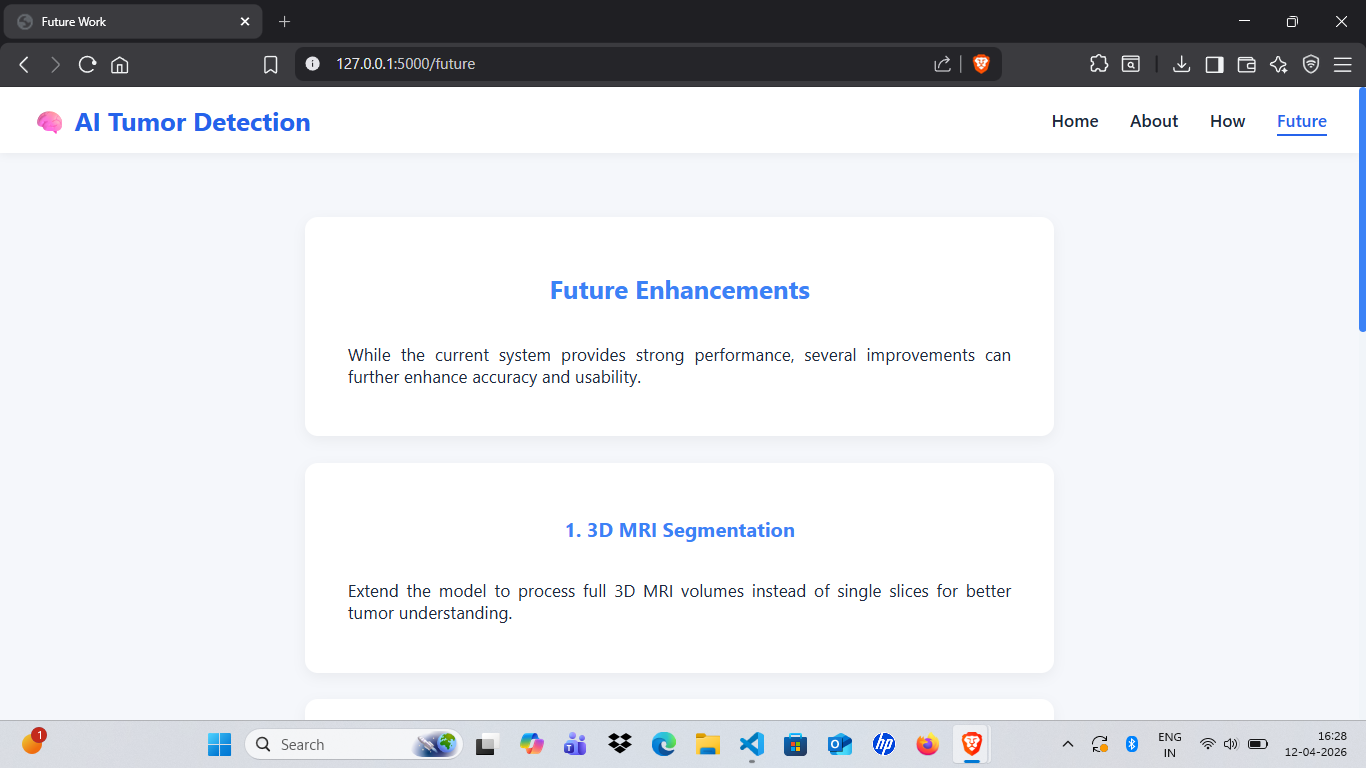 Future Work
127.0.0.1:5000/future
AI Tumor Detection
Home About How Future
Future Enhancements
While the current system provides strong performance, several improvements can
further enhance accuracy and usability.
1. 3D MRI Segmentation
Extend the model to process full 3D MRI volumes instead of single slices for better
tumor understanding.
1
Search
ENG
IN
16:28
12-04-2026